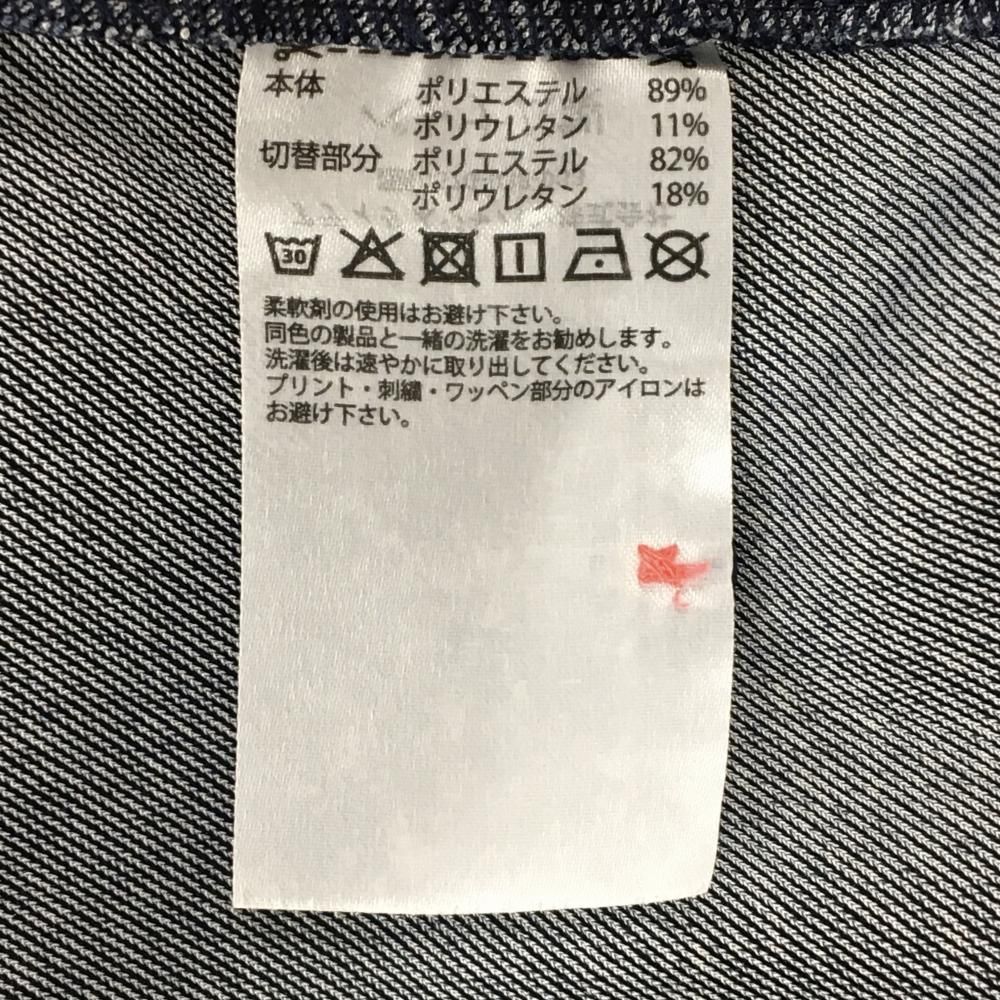 本体 ポリエステル 89%
ポリウレタン 11%
切替部分 ポリエステル 82%
ポリウレタン 18%
30
柔軟剤の使用はお避け下さい。
同色の製品と一緒の洗濯をお勧めします。
洗濯後は速やかに取り出してください。
プリント・刺繍・ワッペン部分のアイロンは
お避け下さい。